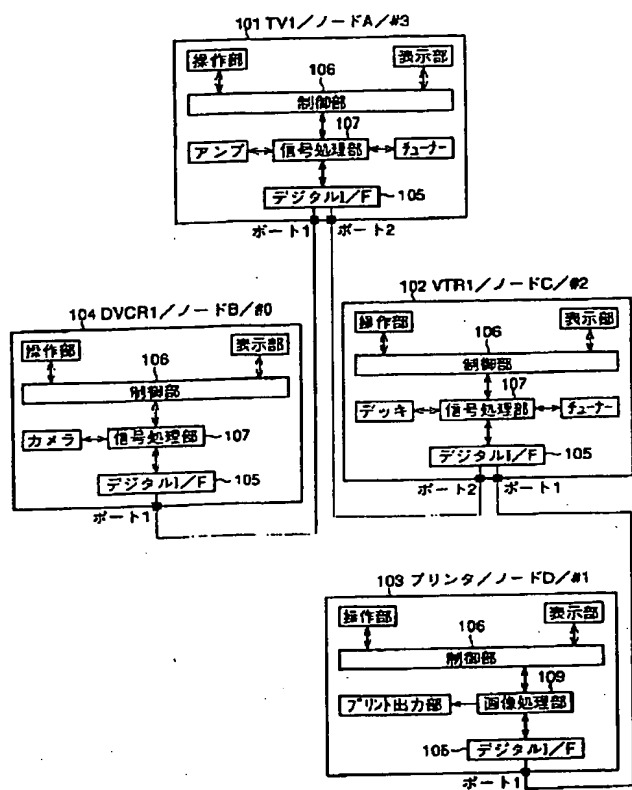 101 TV1／ノードA／#3
操作部
表示部
106
制御部
107
アンプ
信号処理部
チューナー
デジタルI/F
105
ポート1
ポート2
104 DVCR1／ノードB／#0
操作部
表示部
106
制御部
カメラ
信号処理部
107
デジタルI/F
105
ポート1
102 VTR1／ノードC／#2
操作部
表示部
106
制御部
107
デッキ
信号処理部
チューナー
デジタルI/F
105
ポート2
ポート1
103 プリンタ／ノードD／#1
操作部
表示部
106
制御部
109
プリント出力部
画像処理部
105
デジタルI/F
ポート1